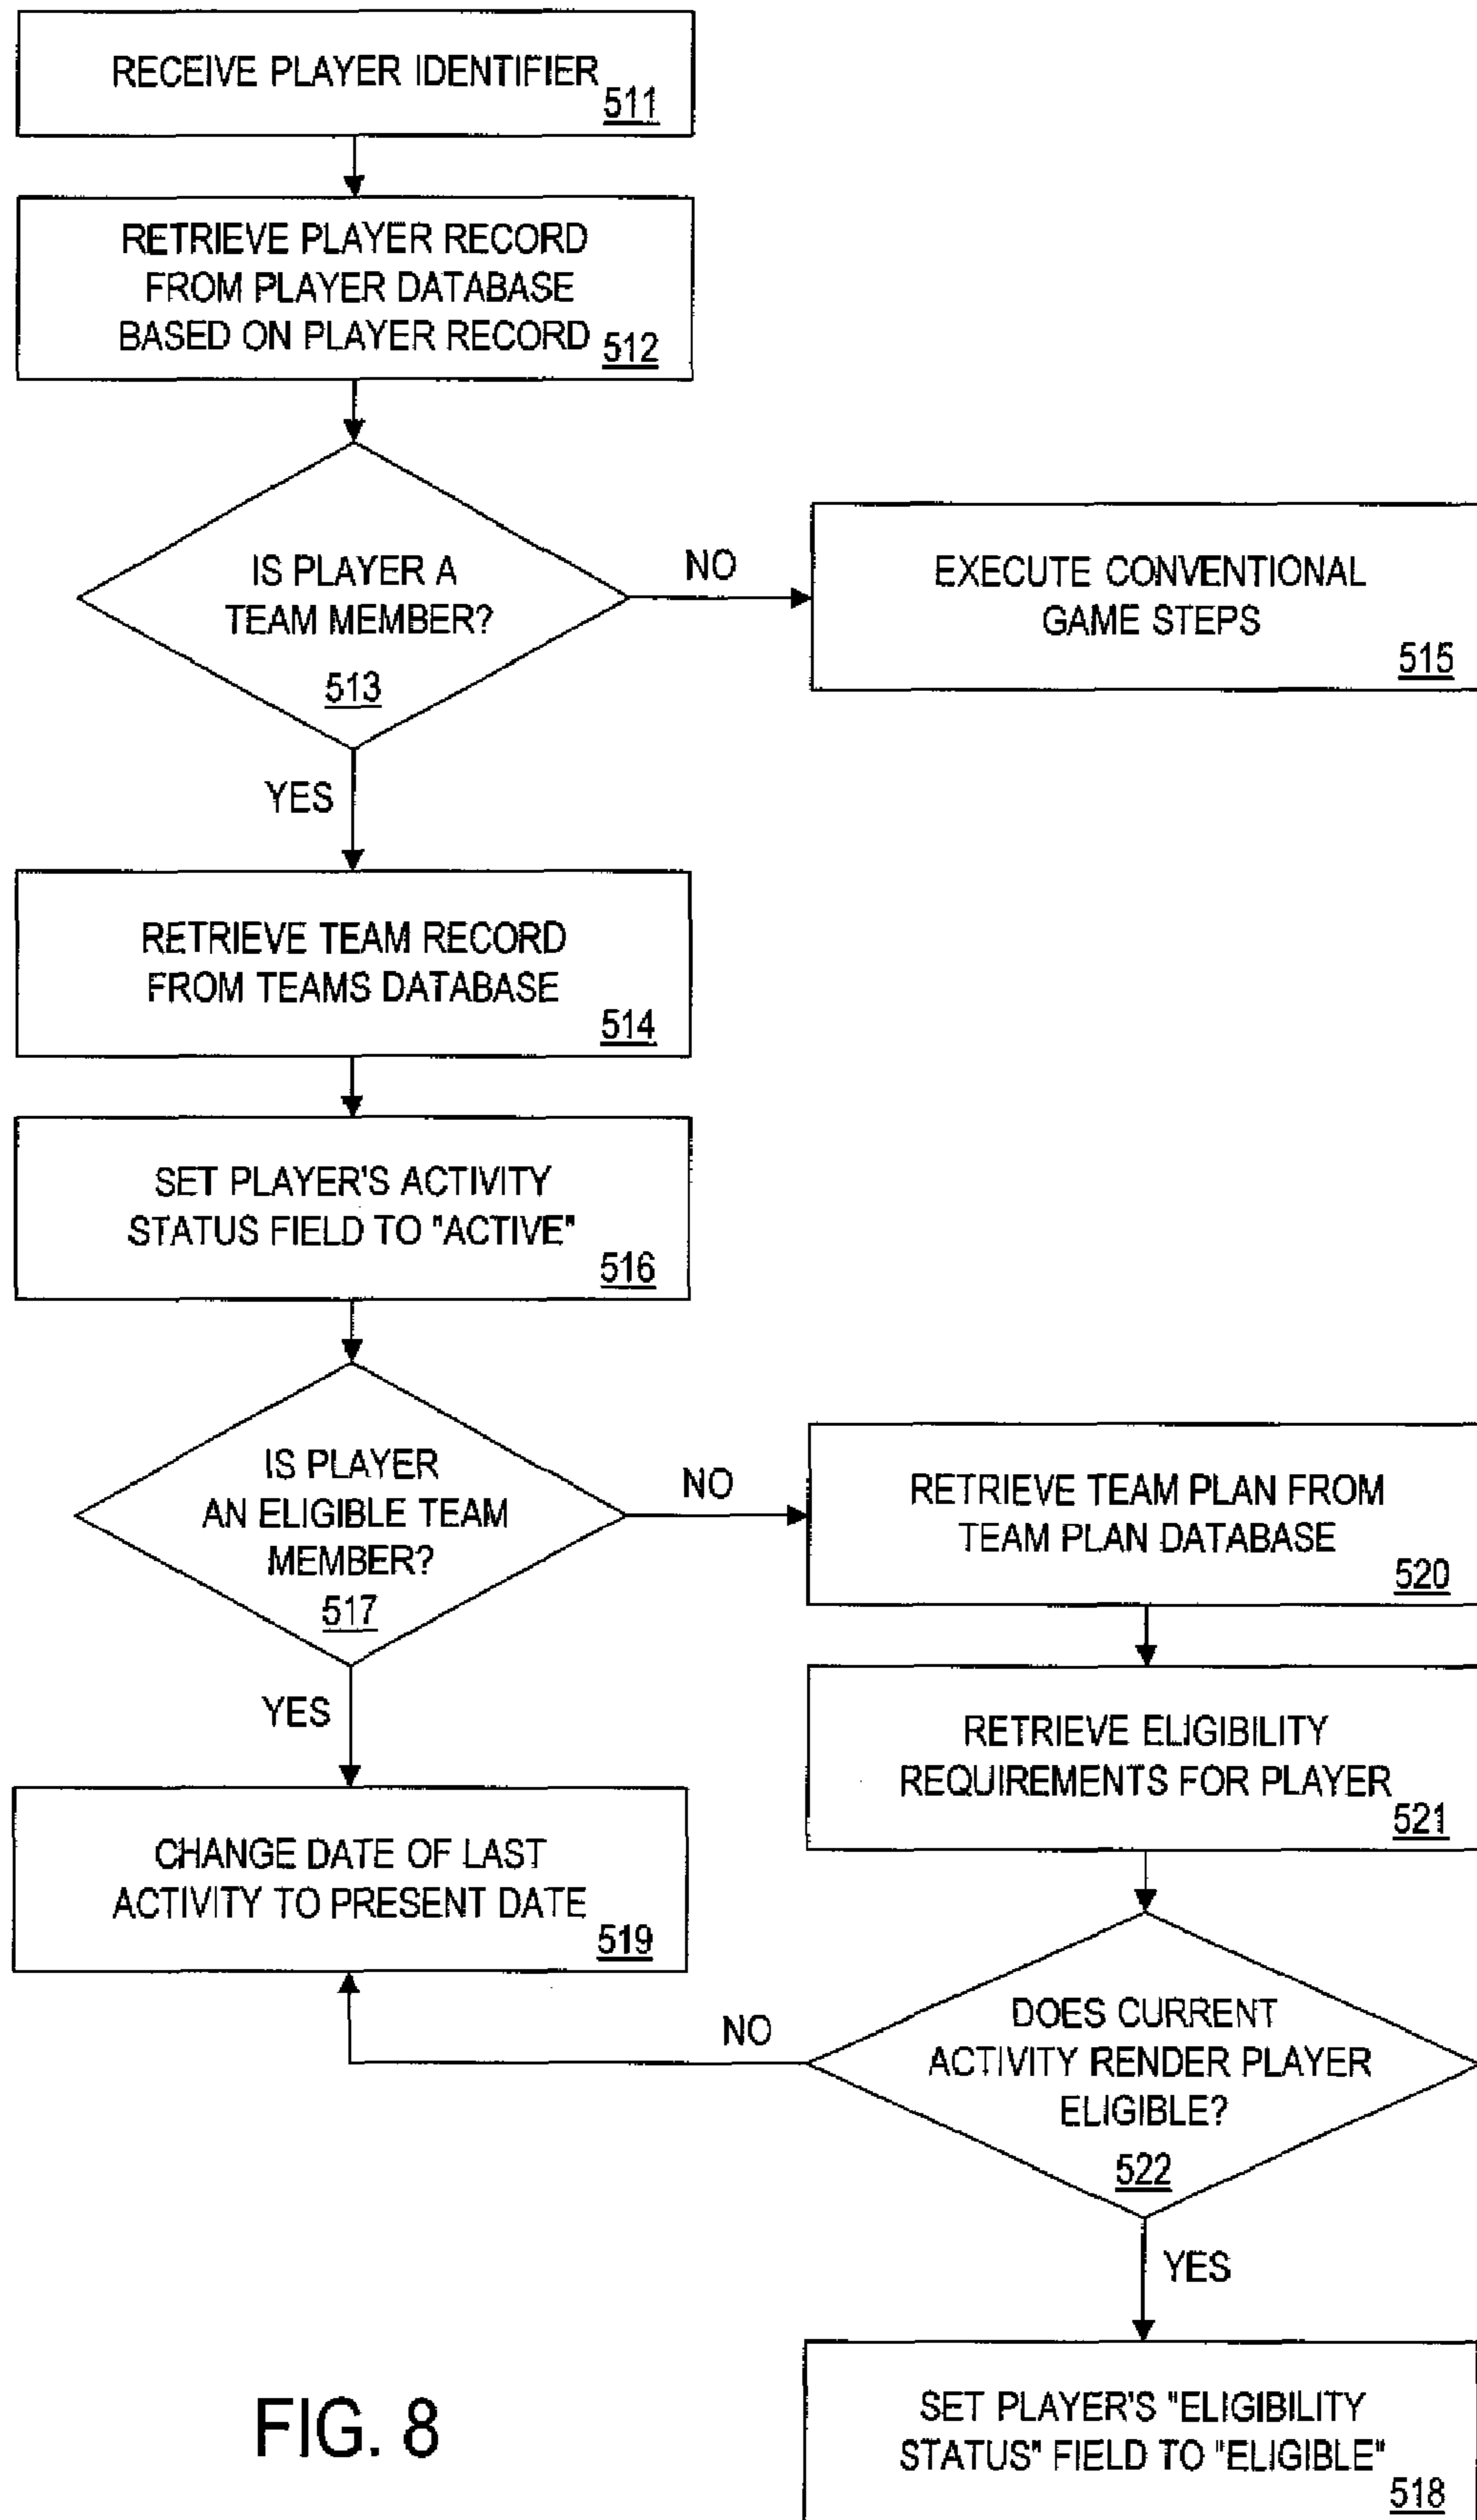 RECEIVE PLAYER IDENTIFIER
511
RETRIEVE PLAYER RECORD
FROM PLAYER DATABASE
BASED ON PLAYER RECORD
512
IS PLAYER A
TEAM MEMBER?
513
NO
EXECUTE CONVENTIONAL
GAME STEPS
515
YES
RETRIEVE TEAM RECORD
FROM TEAMS DATABASE
514
SET PLAYER'S ACTIVITY
STATUS FIELD TO "ACTIVE"
516
IS PLAYER
AN ELIGIBLE TEAM
MEMBER?
517
NO
RETRIEVE TEAM PLAN FROM
TEAM PLAN DATABASE
520
YES
RETRIEVE ELIGIBILITY
REQUIREMENTS FOR PLAYER
521
CHANGE DATE OF LAST
ACTIVITY TO PRESENT DATE
519
NO
DOES CURRENT
ACTIVITY RENDER PLAYER
ELIGIBLE?
522
YES
SET PLAYER'S "ELIGIBILITY
STATUS" FIELD TO "ELIGIBLE"
518
FIG. 8